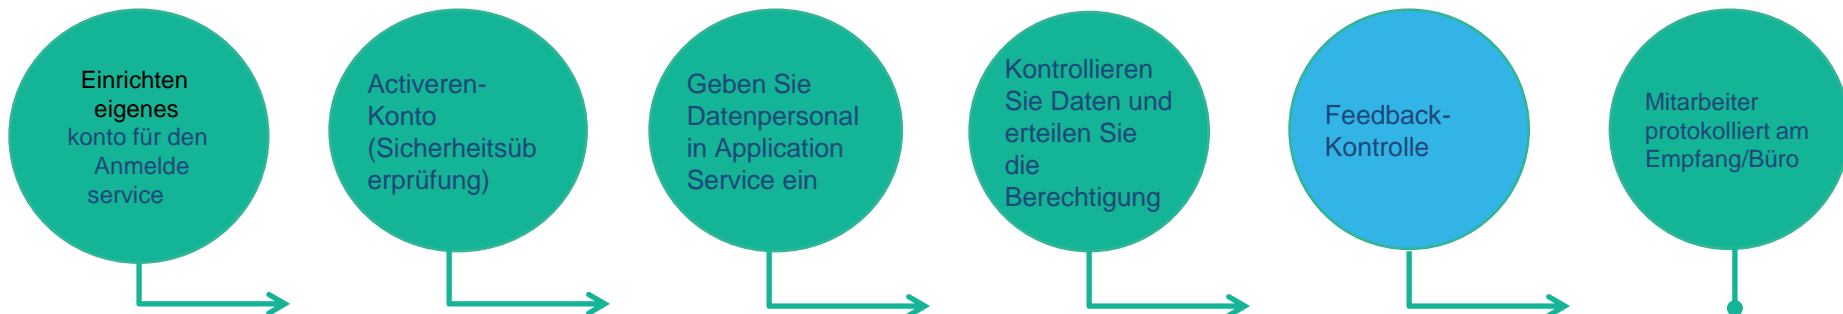 Einrichten
eigenes
konto für den
Anmelde
service
Activeren-
Konto
(Sicherheitsüb
erprüfung)
Geben Sie
Datenpersonal
in Application
Service ein
Kontrollieren
Sie Daten und
erteilen Sie
die
Berechtigung
Feedback-
Kontrolle
Mitarbeiter
protokolliert am
Empfang/Büro